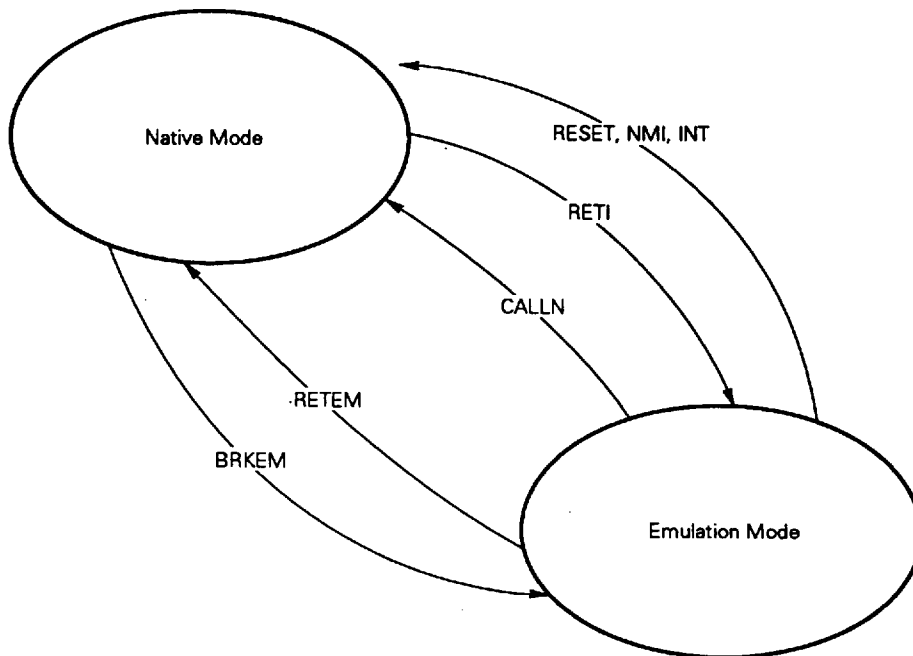 Native Mode
RESET, NMI, INT
RETI
CALLN
RETEM
BRKEM
Emulation Mode